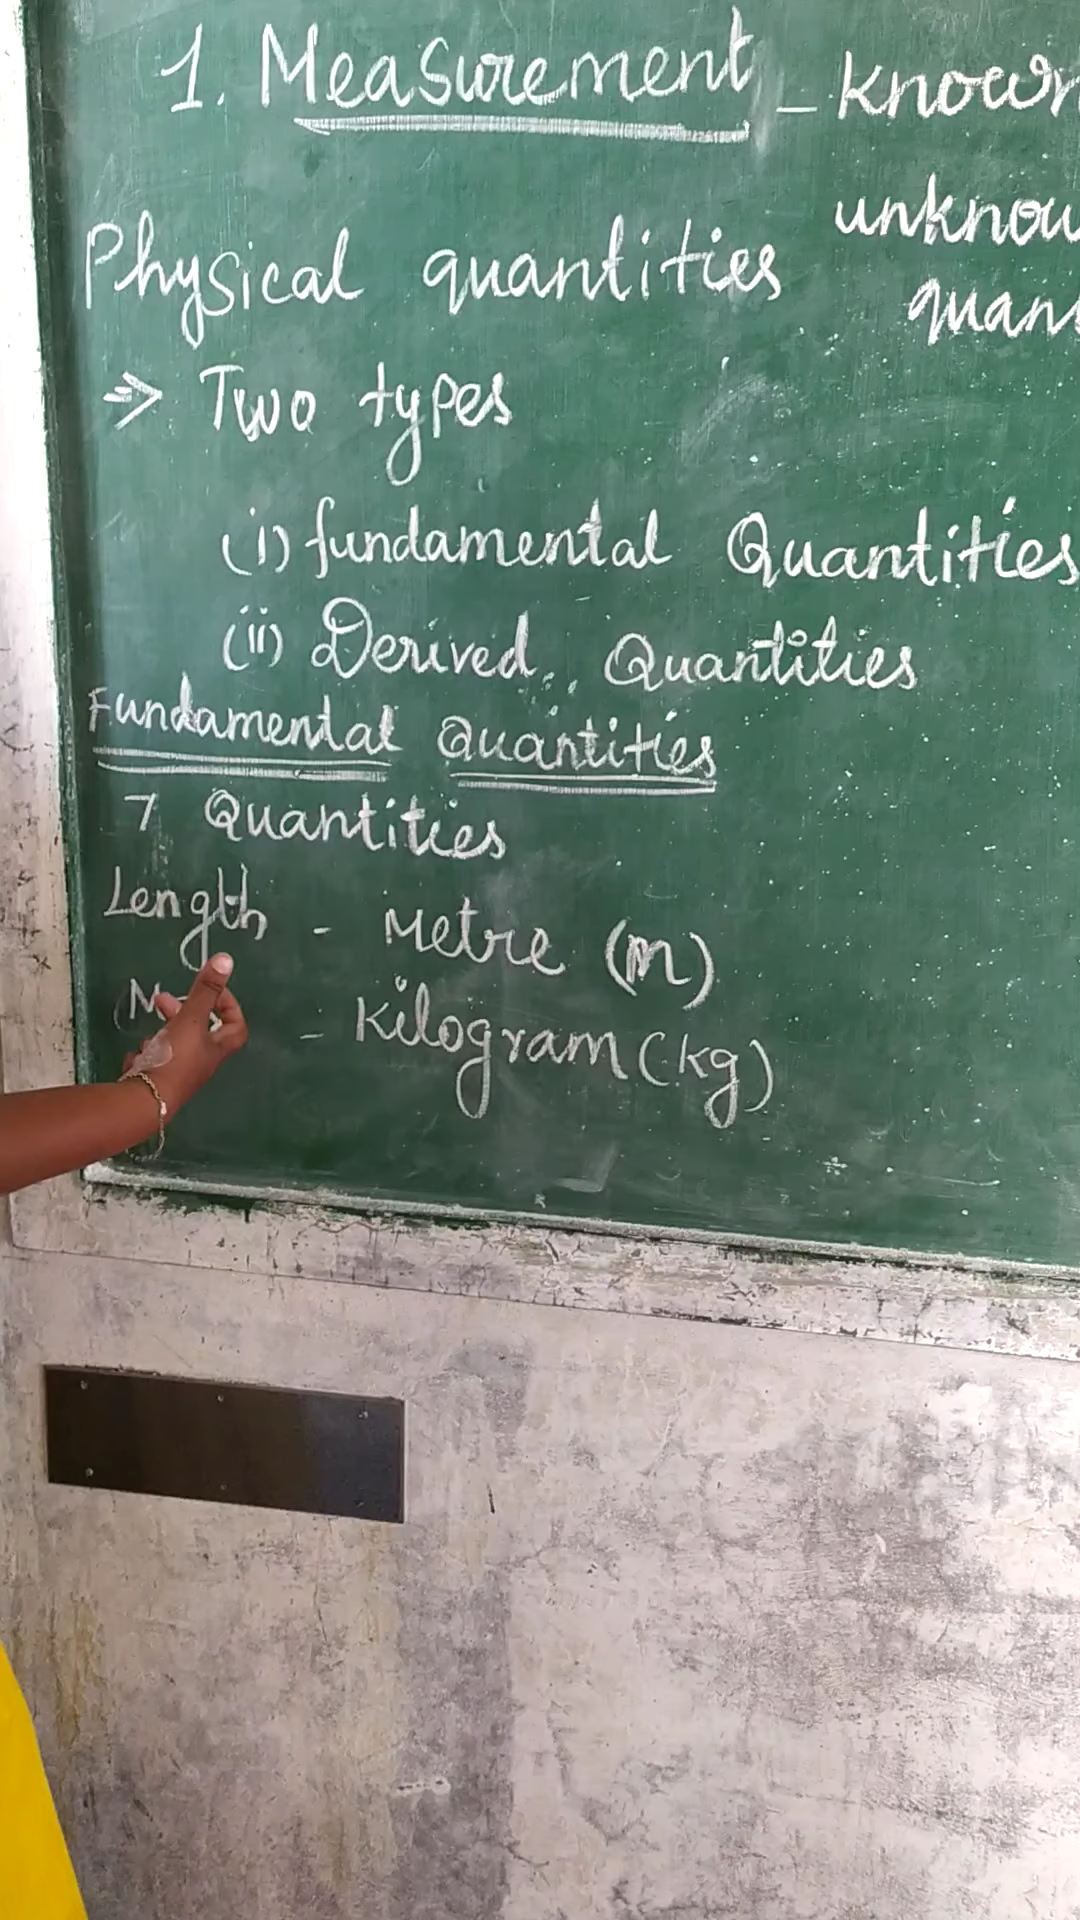 1. Measurement - known
unknow
Physical quantities
quan
=> Two types
(i) fundamental Quantities
(ii) Derived Quantities
Fundamental Quantities
7 Quantities
Length - Metre (m)
- Kilogram (kg)